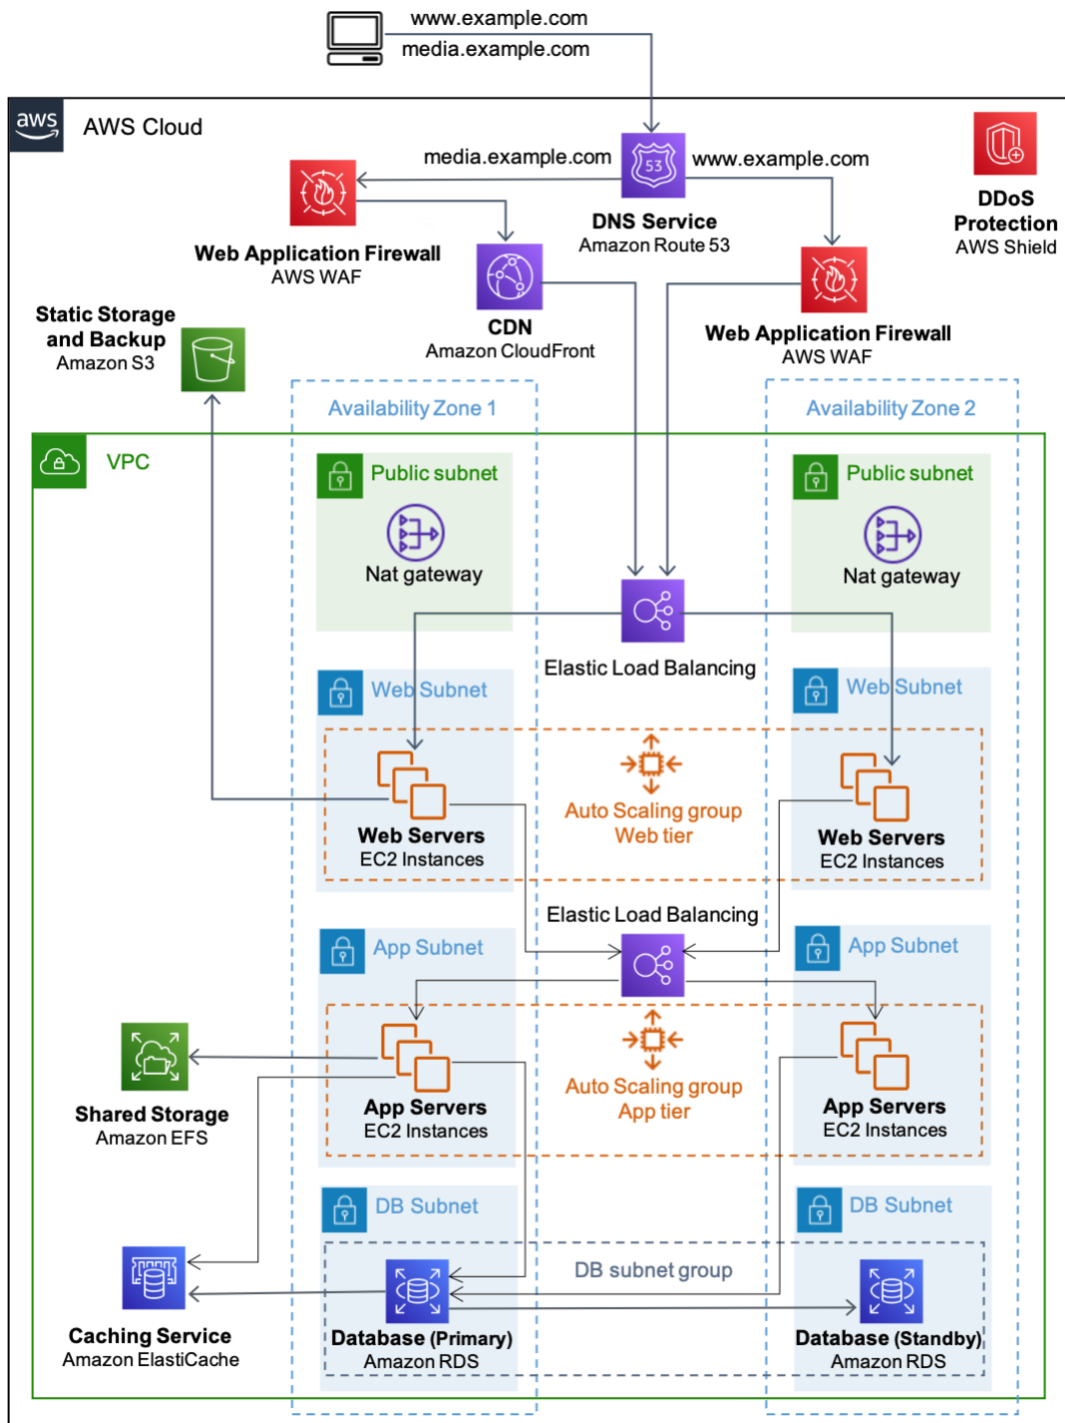 www.example.com
media.example.com
aws
AWS Cloud
media.example.com
53
www.example.com
DNS Service
Amazon Route 53
DDoS
Protection
AWS Shield
Web Application Firewall
AWS WAF
CDN
Amazon CloudFront
Web Application Firewall
AWS WAF
Static Storage
and Backup
Amazon S3
Availability Zone 1
Availability Zone 2
VPC
Public subnet
Nat gateway
Public subnet
Nat gateway
Elastic Load Balancing
Web Subnet
Web Subnet
Auto Scaling group
Web tier
Web Servers
EC2 Instances
Web Servers
EC2 Instances
Elastic Load Balancing
App Subnet
App Subnet
Auto Scaling group
App tier
App Servers
EC2 Instances
App Servers
EC2 Instances
Shared Storage
Amazon EFS
DB Subnet
DB Subnet
DB subnet group
Caching Service
Amazon ElastiCache
Database (Primary)
Amazon RDS
Database (Standby)
Amazon RDS